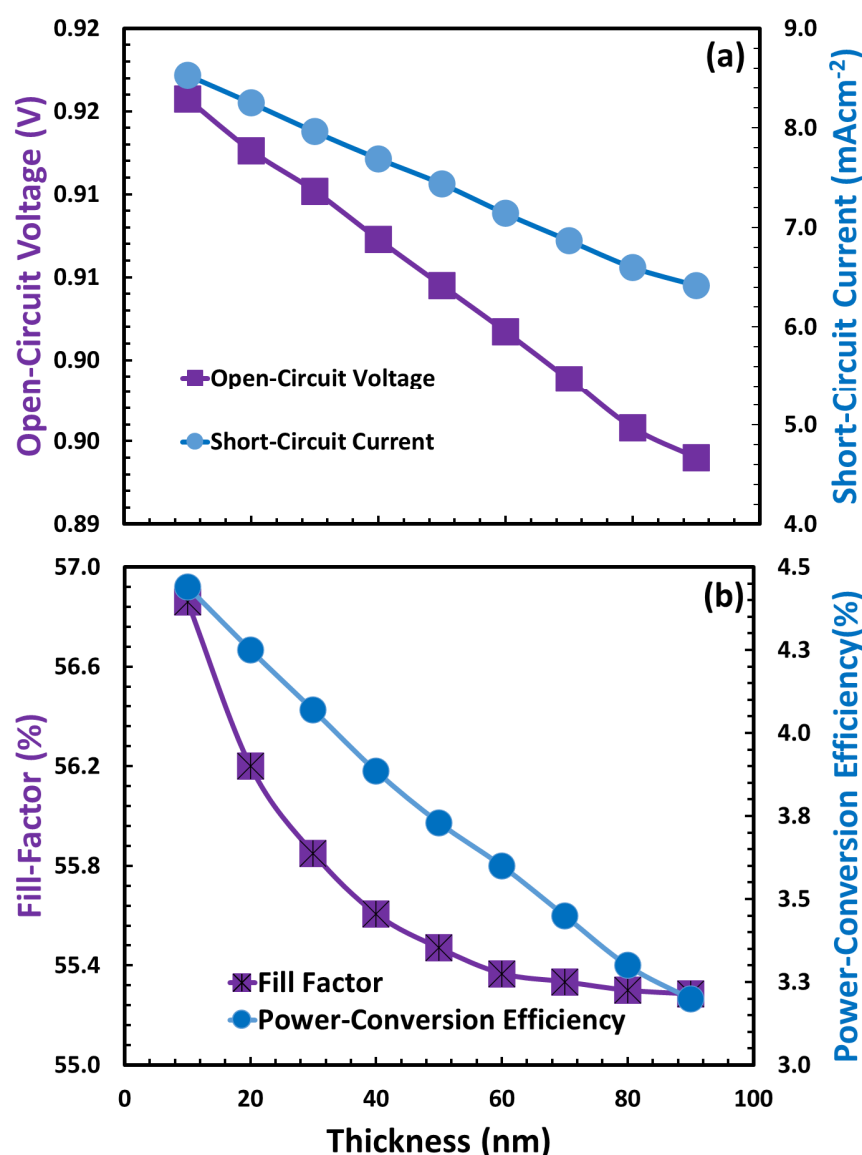 (a)
Open-Circuit Voltage (V)
0.92
0.92
0.91
0.91
0.90
0.90
0.89
9.0
8.0
7.0
6.0
5.0
4.0
Short-Circuit Current (mAcm-2)
Open-Circuit Voltage
Short-Circuit Current
(b)
Fill-Factor (%)
57.0
56.6
56.2
55.8
55.4
55.0
4.5
4.3
4.0
3.8
3.5
3.3
3.0
Power-Conversion Efficiency(%)
Fill Factor
Power-Conversion Efficiency
0 20 40 60 80 100
Thickness (nm)